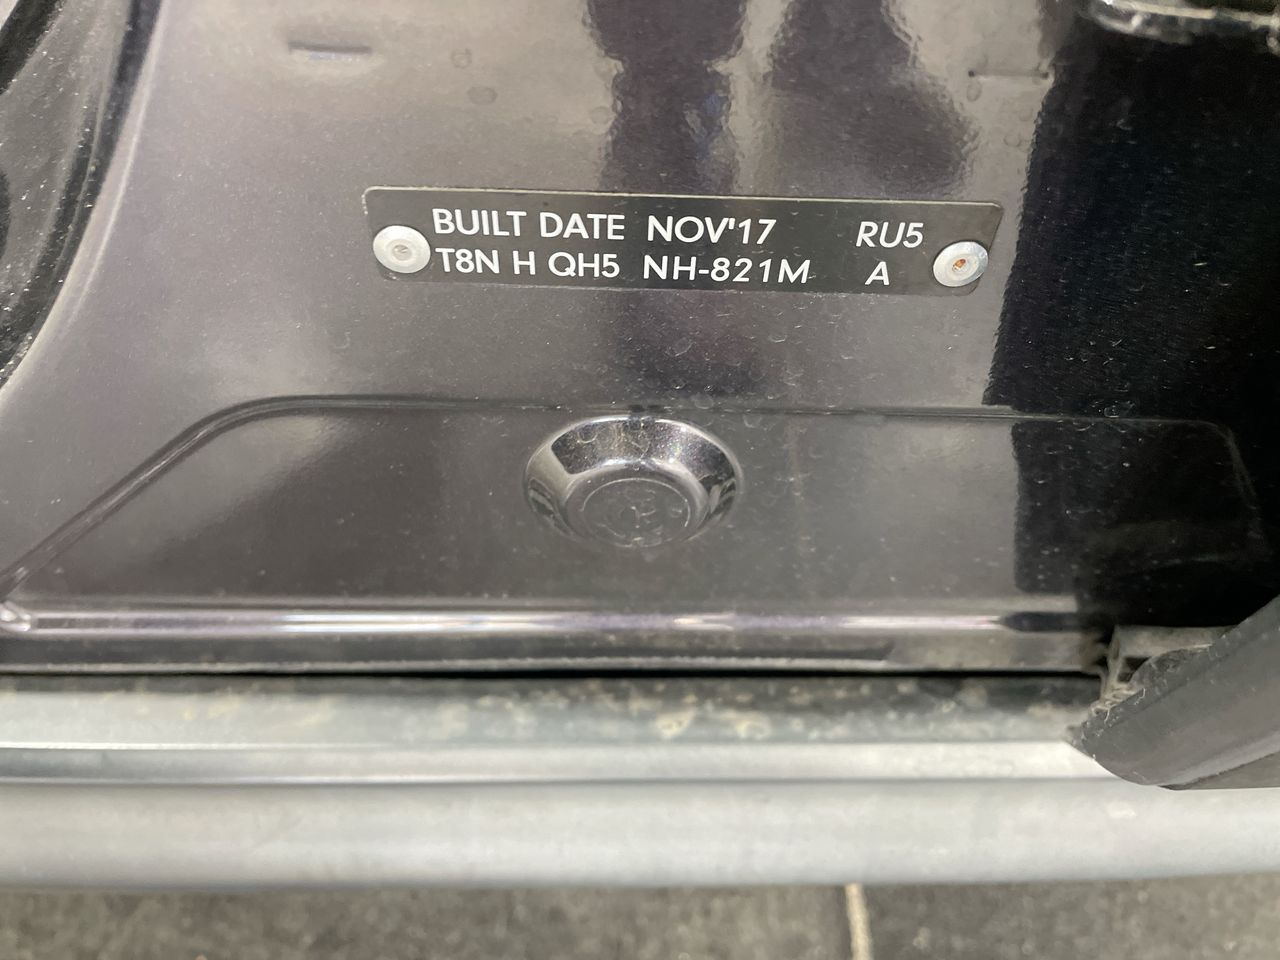 BUILT DATE NOV'17 RU5
T8N H QH5 NH-821M A